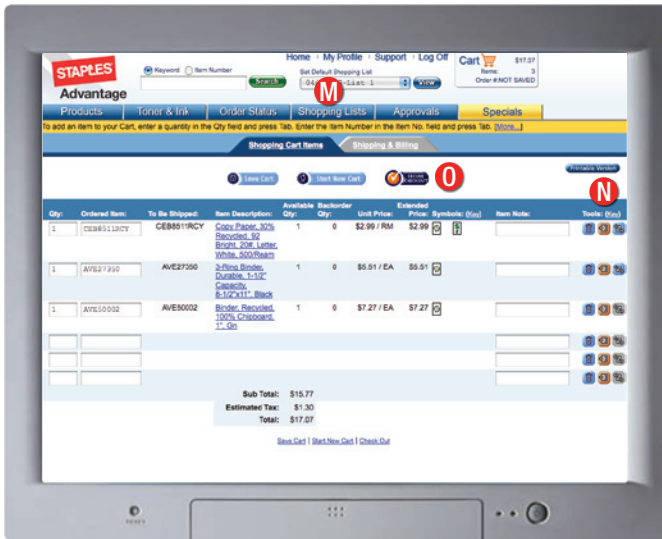 STAPLES
Advantage
Keyword Item Number
Search
Home | My Profile | Support | Log Off
Set Default Shopping List
View
Cart $17.07
Items: 3
Order #:NOT SAVED
M
Products Toner & Ink Order Status Shopping Lists Approvals Specials
To add an item to your Cart, enter a quantity in the Qty field and press Tab. Enter the Item Number in the Item No. field and press Tab. [More...]
Shopping Cart Items Shipping & Billing
Printable Version
Save Cart Start New Cart
O
N
Qty: Ordered Item: To Be Shipped: Item Description: Available Qty: Backorder Qty: Unit Price: Extended Price: Symbols: (Key) Item Note: Tools: (Key)
1 CEB8511RCY CEB8511RCY Copy Paper, 30% 1 0 $2.99 / RM $2.99
Recycled, 92
Bright, 20#, Letter,
White, 500/Ream
1 AVE27350 AVE27350 3-Ring Binder, 1 0 $5.51 / EA $5.51
Durable, 1-1/2"
Capacity,
8-1/2"x11", Black
1 AVE50002 AVE50002 Binder, Recycled, 1 0 $7.27 / EA $7.27
100% Chipboard,
1", Gn
Sub Total: $15.77
Estimated Tax: $1.30
Total: $17.07
Save Cart | Start New Cart | Check Out